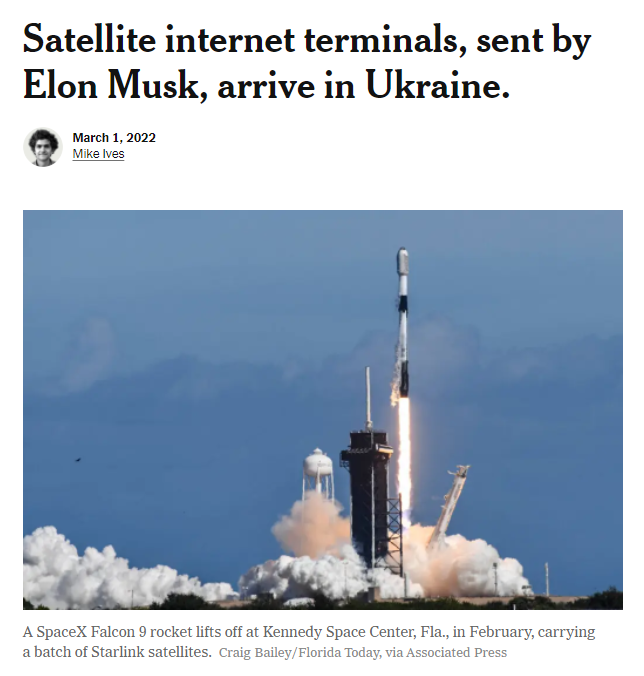 Satellite internet terminals, sent by
Elon Musk, arrive in Ukraine.
March 1, 2022
Mike Ives
A SpaceX Falcon 9 rocket lifts off at Kennedy Space Center, Fla., in February, carrying
a batch of Starlink satellites. Craig Bailey/Florida Today, via Associated Press